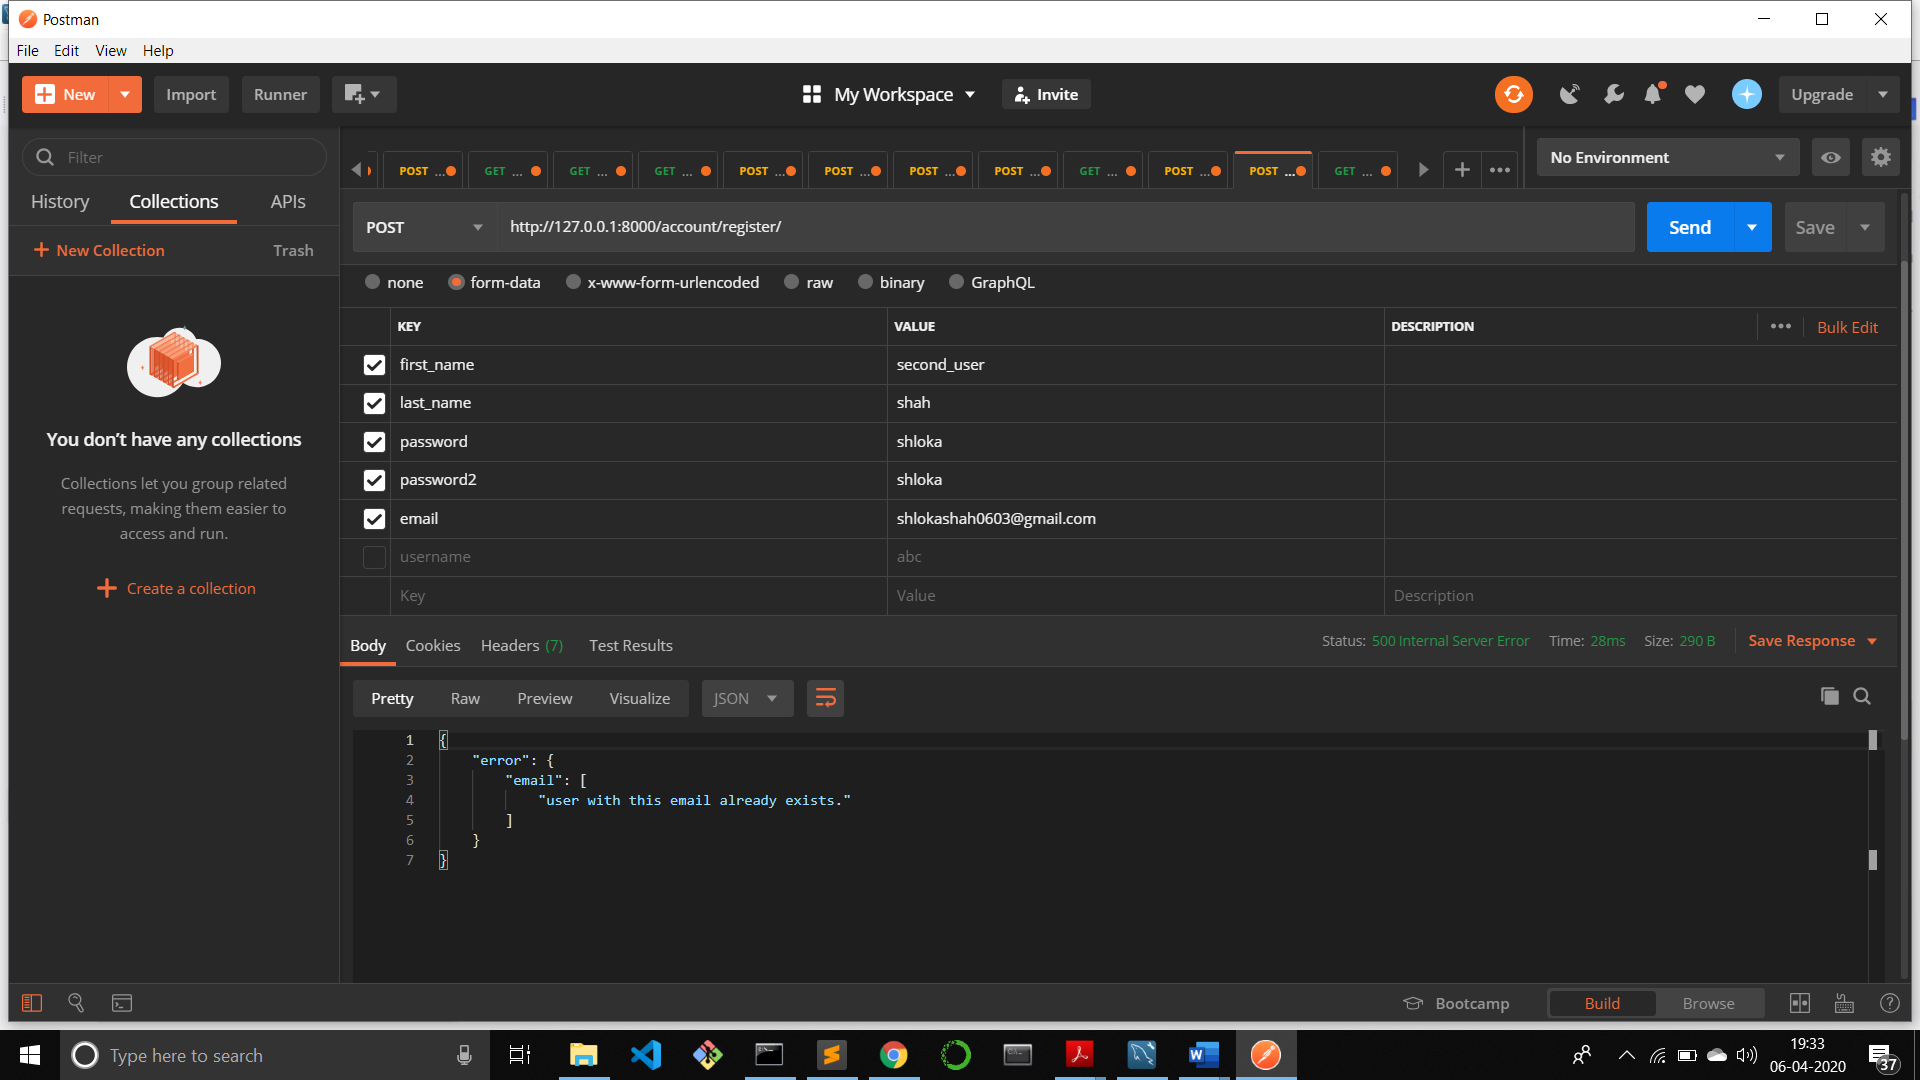 Postman
File Edit View Help
New Import Runner My Workspace Invite Upgrade
Filter
History Collections APIs
New Collection Trash
You don’t have any collections
Collections let you group related
requests, making them easier to
access and run.
Create a collection
POST ... GET ... GET ... GET ... POST ... POST ... POST ... POST ... GET ... POST ... POST ... GET ...
No Environment
POST http://127.0.0.1:8000/account/register/ Send Save
none form-data x-www-form-urlencoded raw binary GraphQL
KEY VALUE DESCRIPTION Bulk Edit
first_name second_user
last_name shah
password shloka
password2 shloka
email shlokashah0603@gmail.com
username abc
Key Value Description
Body Cookies Headers (7) Test Results Status: 500 Internal Server Error Time: 28ms Size: 290 B Save Response
Pretty Raw Preview Visualize JSON
1 {
2 "error": {
3 "email": [
4 "user with this email already exists."
5 ]
6 }
7 }
Bootcamp Build Browse
Type here to search
19:33
06-04-2020
37